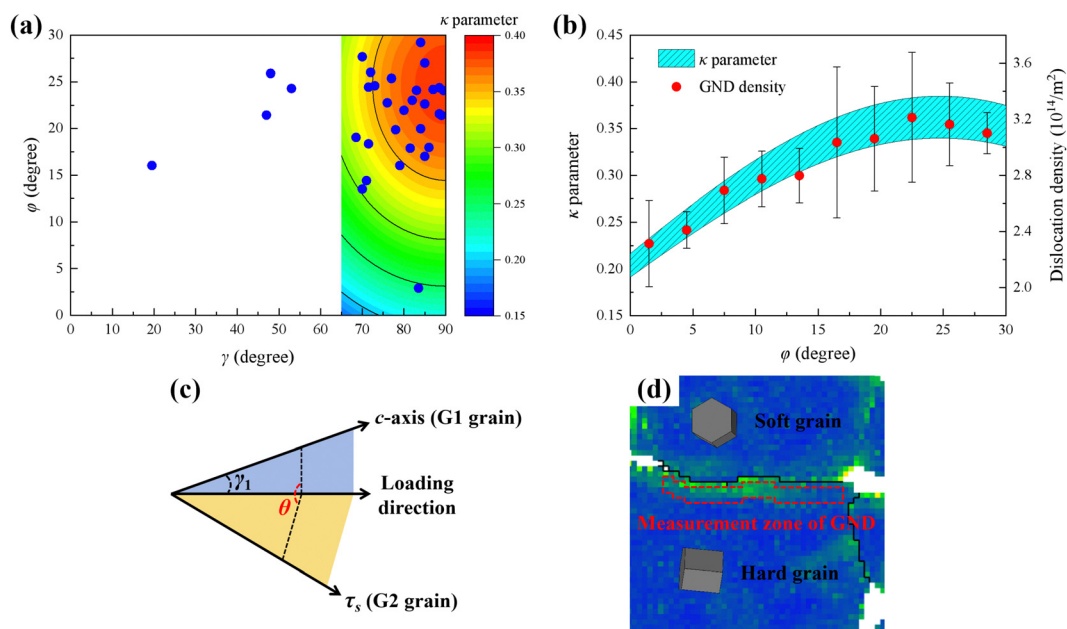 (a)
κ parameter
30
25
20
15
10
5
0
φ (degree)
0 10 20 30 40 50 60 70 80 90
γ (degree)
0.40
0.35
0.30
0.25
0.20
0.15
(b)
κ parameter
GND density
0.45
0.40
0.35
0.30
0.25
0.20
0.15
κ parameter
0 5 10 15 20 25 30
φ (degree)
3.6
3.2
2.8
2.4
2.0
Dislocation density (10¹⁴/m²)
(c)
c-axis (G1 grain)
γ₁
Loading
direction
θ
τₛ (G2 grain)
(d)
Soft grain
Measurement zone of GND
Hard grain